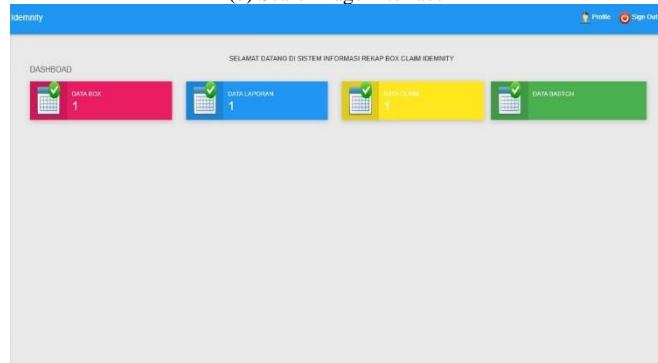 Idemnity
Profile Sign Out
SELAMAT DATANG DI SISTEM INFORMASI REKAP BOX CLAIM IDEMNITY
DASHBOAD
DATA BOX
1
DATA LAPORAN
1
DATA CLAIM
1
DATA BASTCH